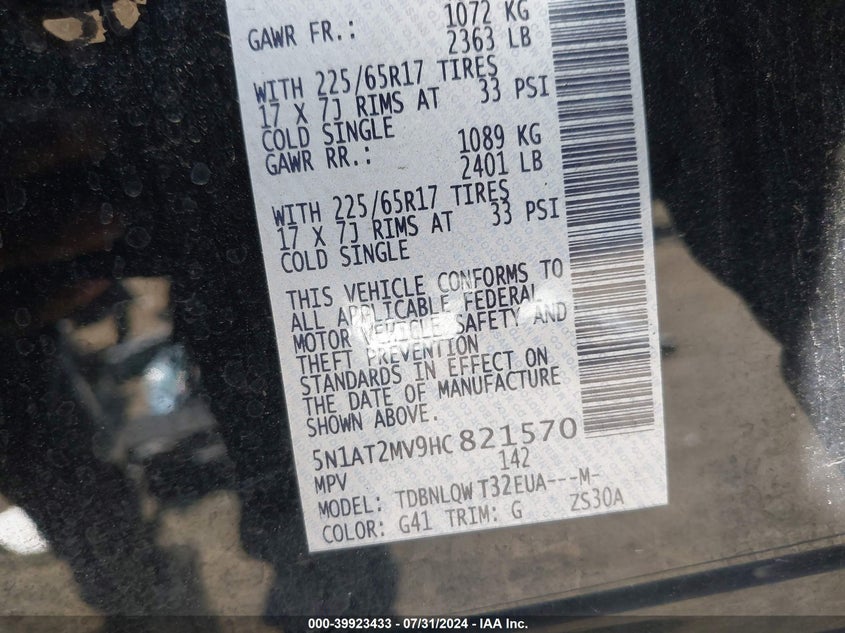 GAWR FR.: 1072 KG
2363 LB
WITH 225/65R17 TIRES
17 X 7J RIMS AT 33 PSI
COLD SINGLE
GAWR RR.: 1089 KG
2401 LB
WITH 225/65R17 TIRES
17 X 7J RIMS AT 33 PSI
COLD SINGLE
THIS VEHICLE CONFORMS TO
ALL APPLICABLE FEDERAL
MOTOR VEHICLE SAFETY AND
THEFT PREVENTION
STANDARDS IN EFFECT ON
THE DATE OF MANUFACTURE
SHOWN ABOVE.
5N1AT2MV9HC821570
MPV 142
MODEL: TDBNLQWT32EUA---M-
COLOR: G41 TRIM: G ZS30A
000-39923433 - 07/31/2024 - IAA Inc.